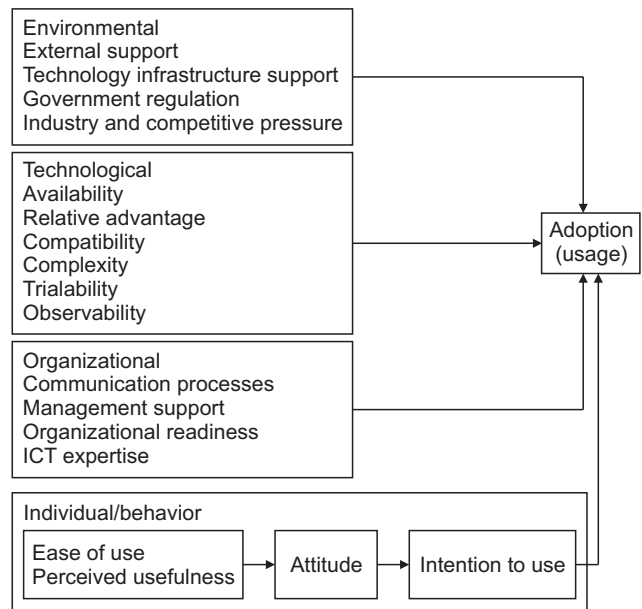 Environmental
External support
Technology infrastructure support
Government regulation
Industry and competitive pressure
Technological
Availability
Relative advantage
Compatibility
Complexity
Trialability
Observability
Adoption
(usage)
Organizational
Communication processes
Management support
Organizational readiness
ICT expertise
Individual/behavior
Ease of use
Perceived usefulness
Attitude
Intention to use